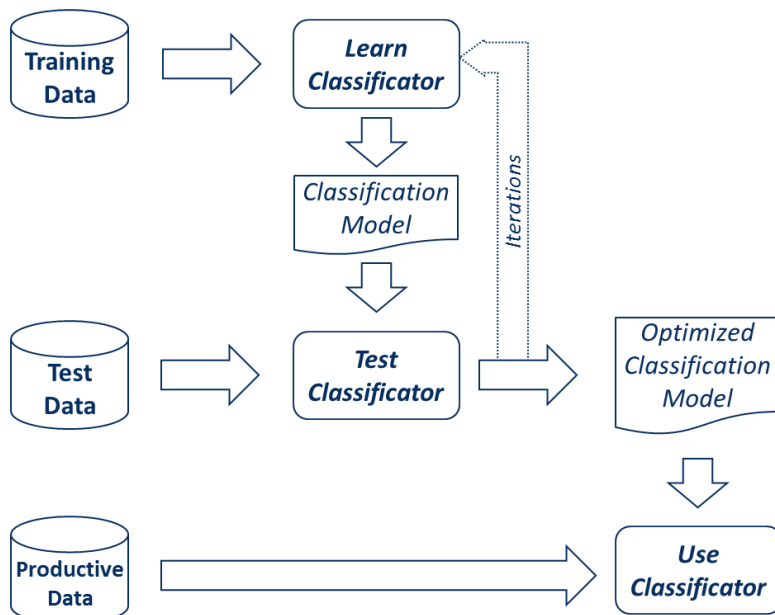 Training
Data
Learn
Classificator
Classification
Model
Iterations
Test
Data
Test
Classificator
Optimized
Classification
Model
Productive
Data
Use
Classificator